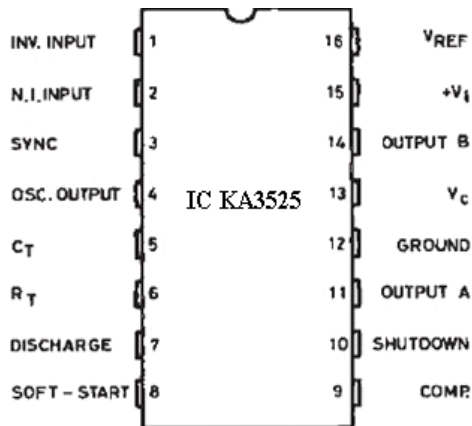 INV. INPUT 1 16 VREF
N.I. INPUT 2 15 +Vi
SYNC 3 14 OUTPUT B
OSC. OUTPUT 4 IC KA3525 13 Vc
CT 5 12 GROUND
RT 6 11 OUTPUT A
DISCHARGE 7 10 SHUTDOWN
SOFT - START 8 9 COMP.